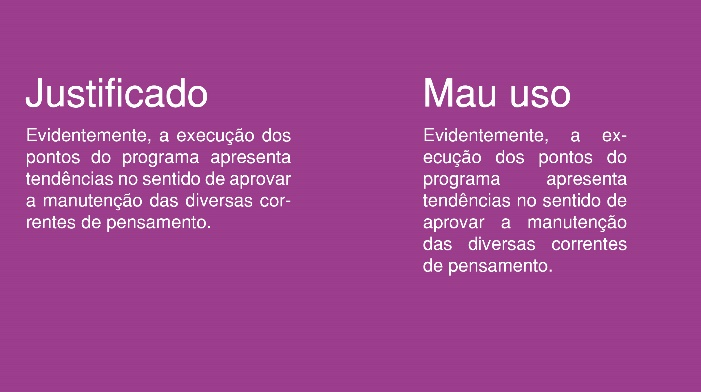 Justificado
Evidentemente, a execução dos
pontos do programa apresenta
tendências no sentido de aprovar
a manutenção das diversas cor-
rentes de pensamento.
Mau uso
Evidentemente, a ex-
ecução dos pontos do
programa apresenta
tendências no sentido de
aprovar a manutenção
das diversas correntes
de pensamento.